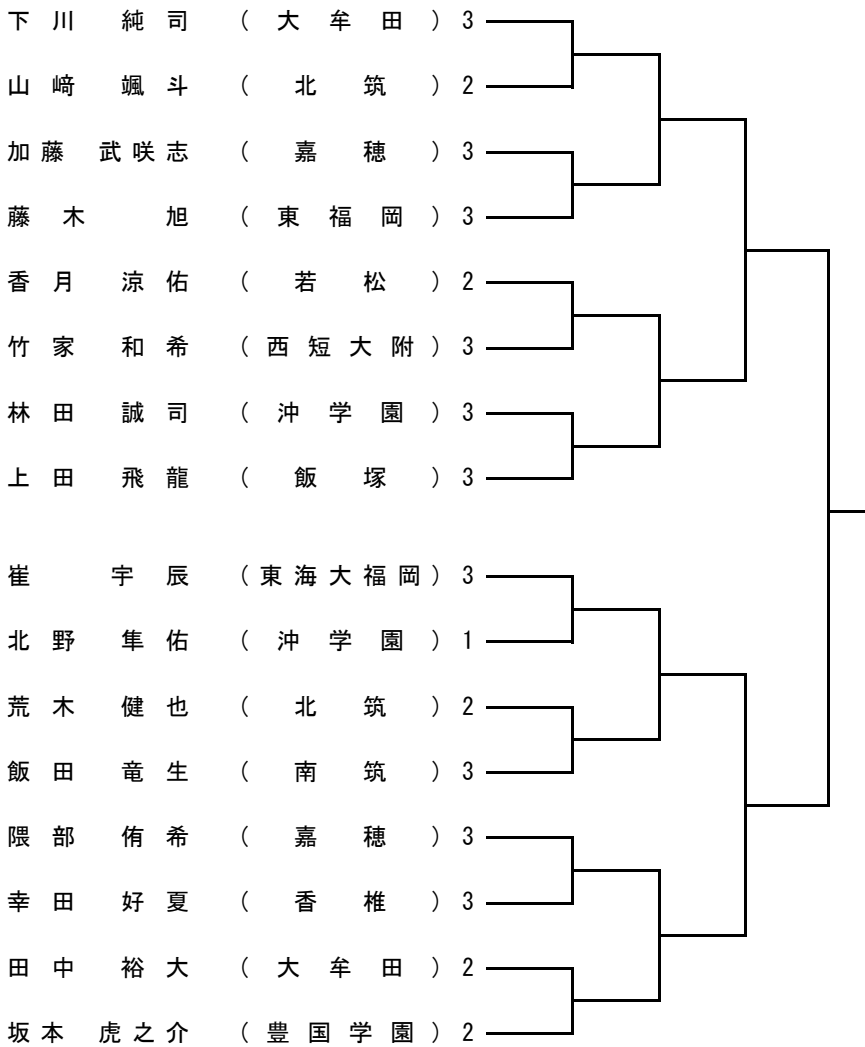 下川 純司 (大牟田) 3
山﨑 颯斗 (北筑) 2
加藤 武咲志 (嘉穂) 3
藤木 旭 (東福岡) 3
香月 涼佑 (若松) 2
竹家 和希 (西短大附) 3
林田 誠司 (沖学園) 3
上田 飛龍 (飯塚) 3
崔 宇辰 (東海大福岡) 3
北野 隼佑 (沖学園) 1
荒木 健也 (北筑) 2
飯田 竜生 (南筑) 3
隈部 侑希 (嘉穂) 3
幸田 好夏 (香椎) 3
田中 裕大 (大牟田) 2
坂本 虎之介 (豊国学園) 2